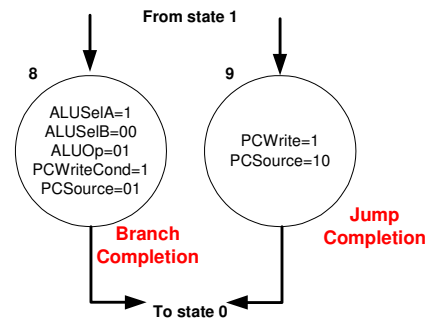 From state 1
8
ALUSelA=1
ALUSelB=00
ALUOp=01
PCWriteCond=1
PCSource=01
Branch
Completion
9
PCWrite=1
PCSource=10
Jump
Completion
To state 0